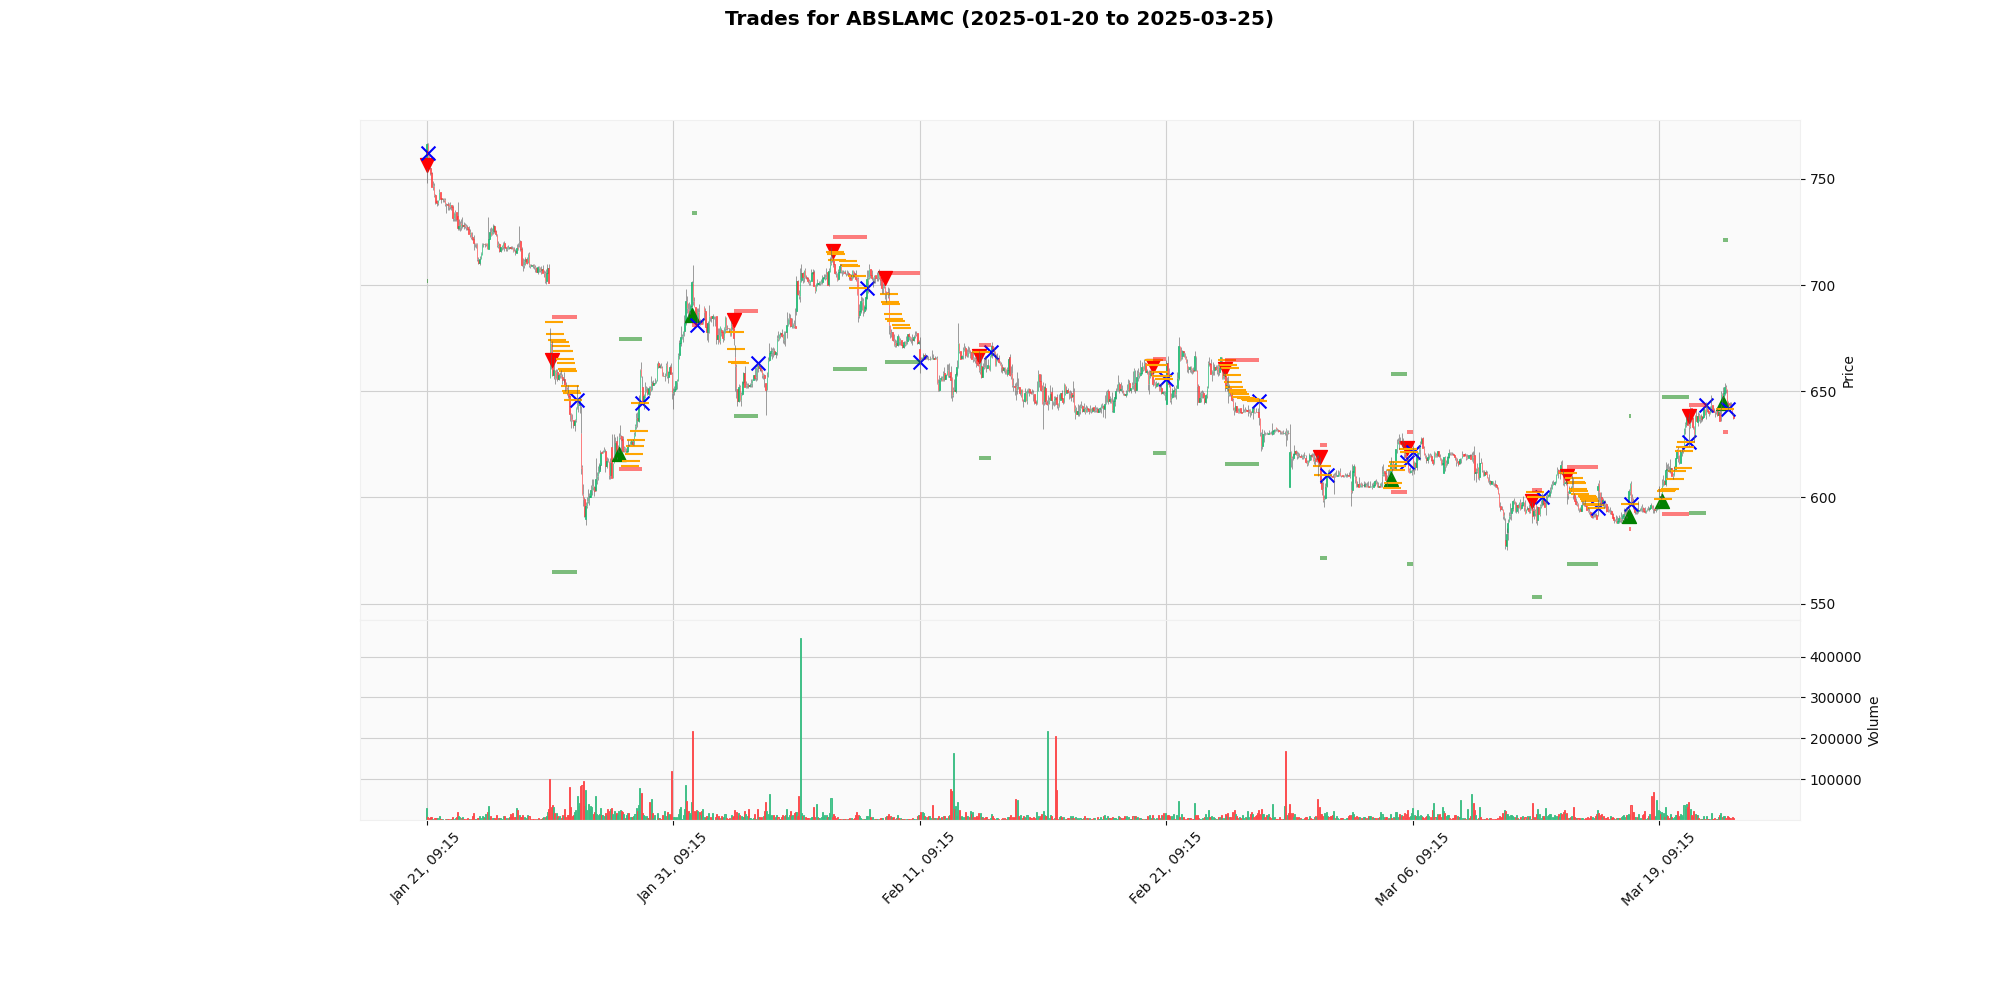 Trades for ABSLAMC (2025-01-20 to 2025-03-25)
750
700
650
600
550
Price
400000
300000
200000
100000
Volume
Jan 21, 09:15
Jan 31, 09:15
Feb 11, 09:15
Feb 21, 09:15
Mar 06, 09:15
Mar 19, 09:15